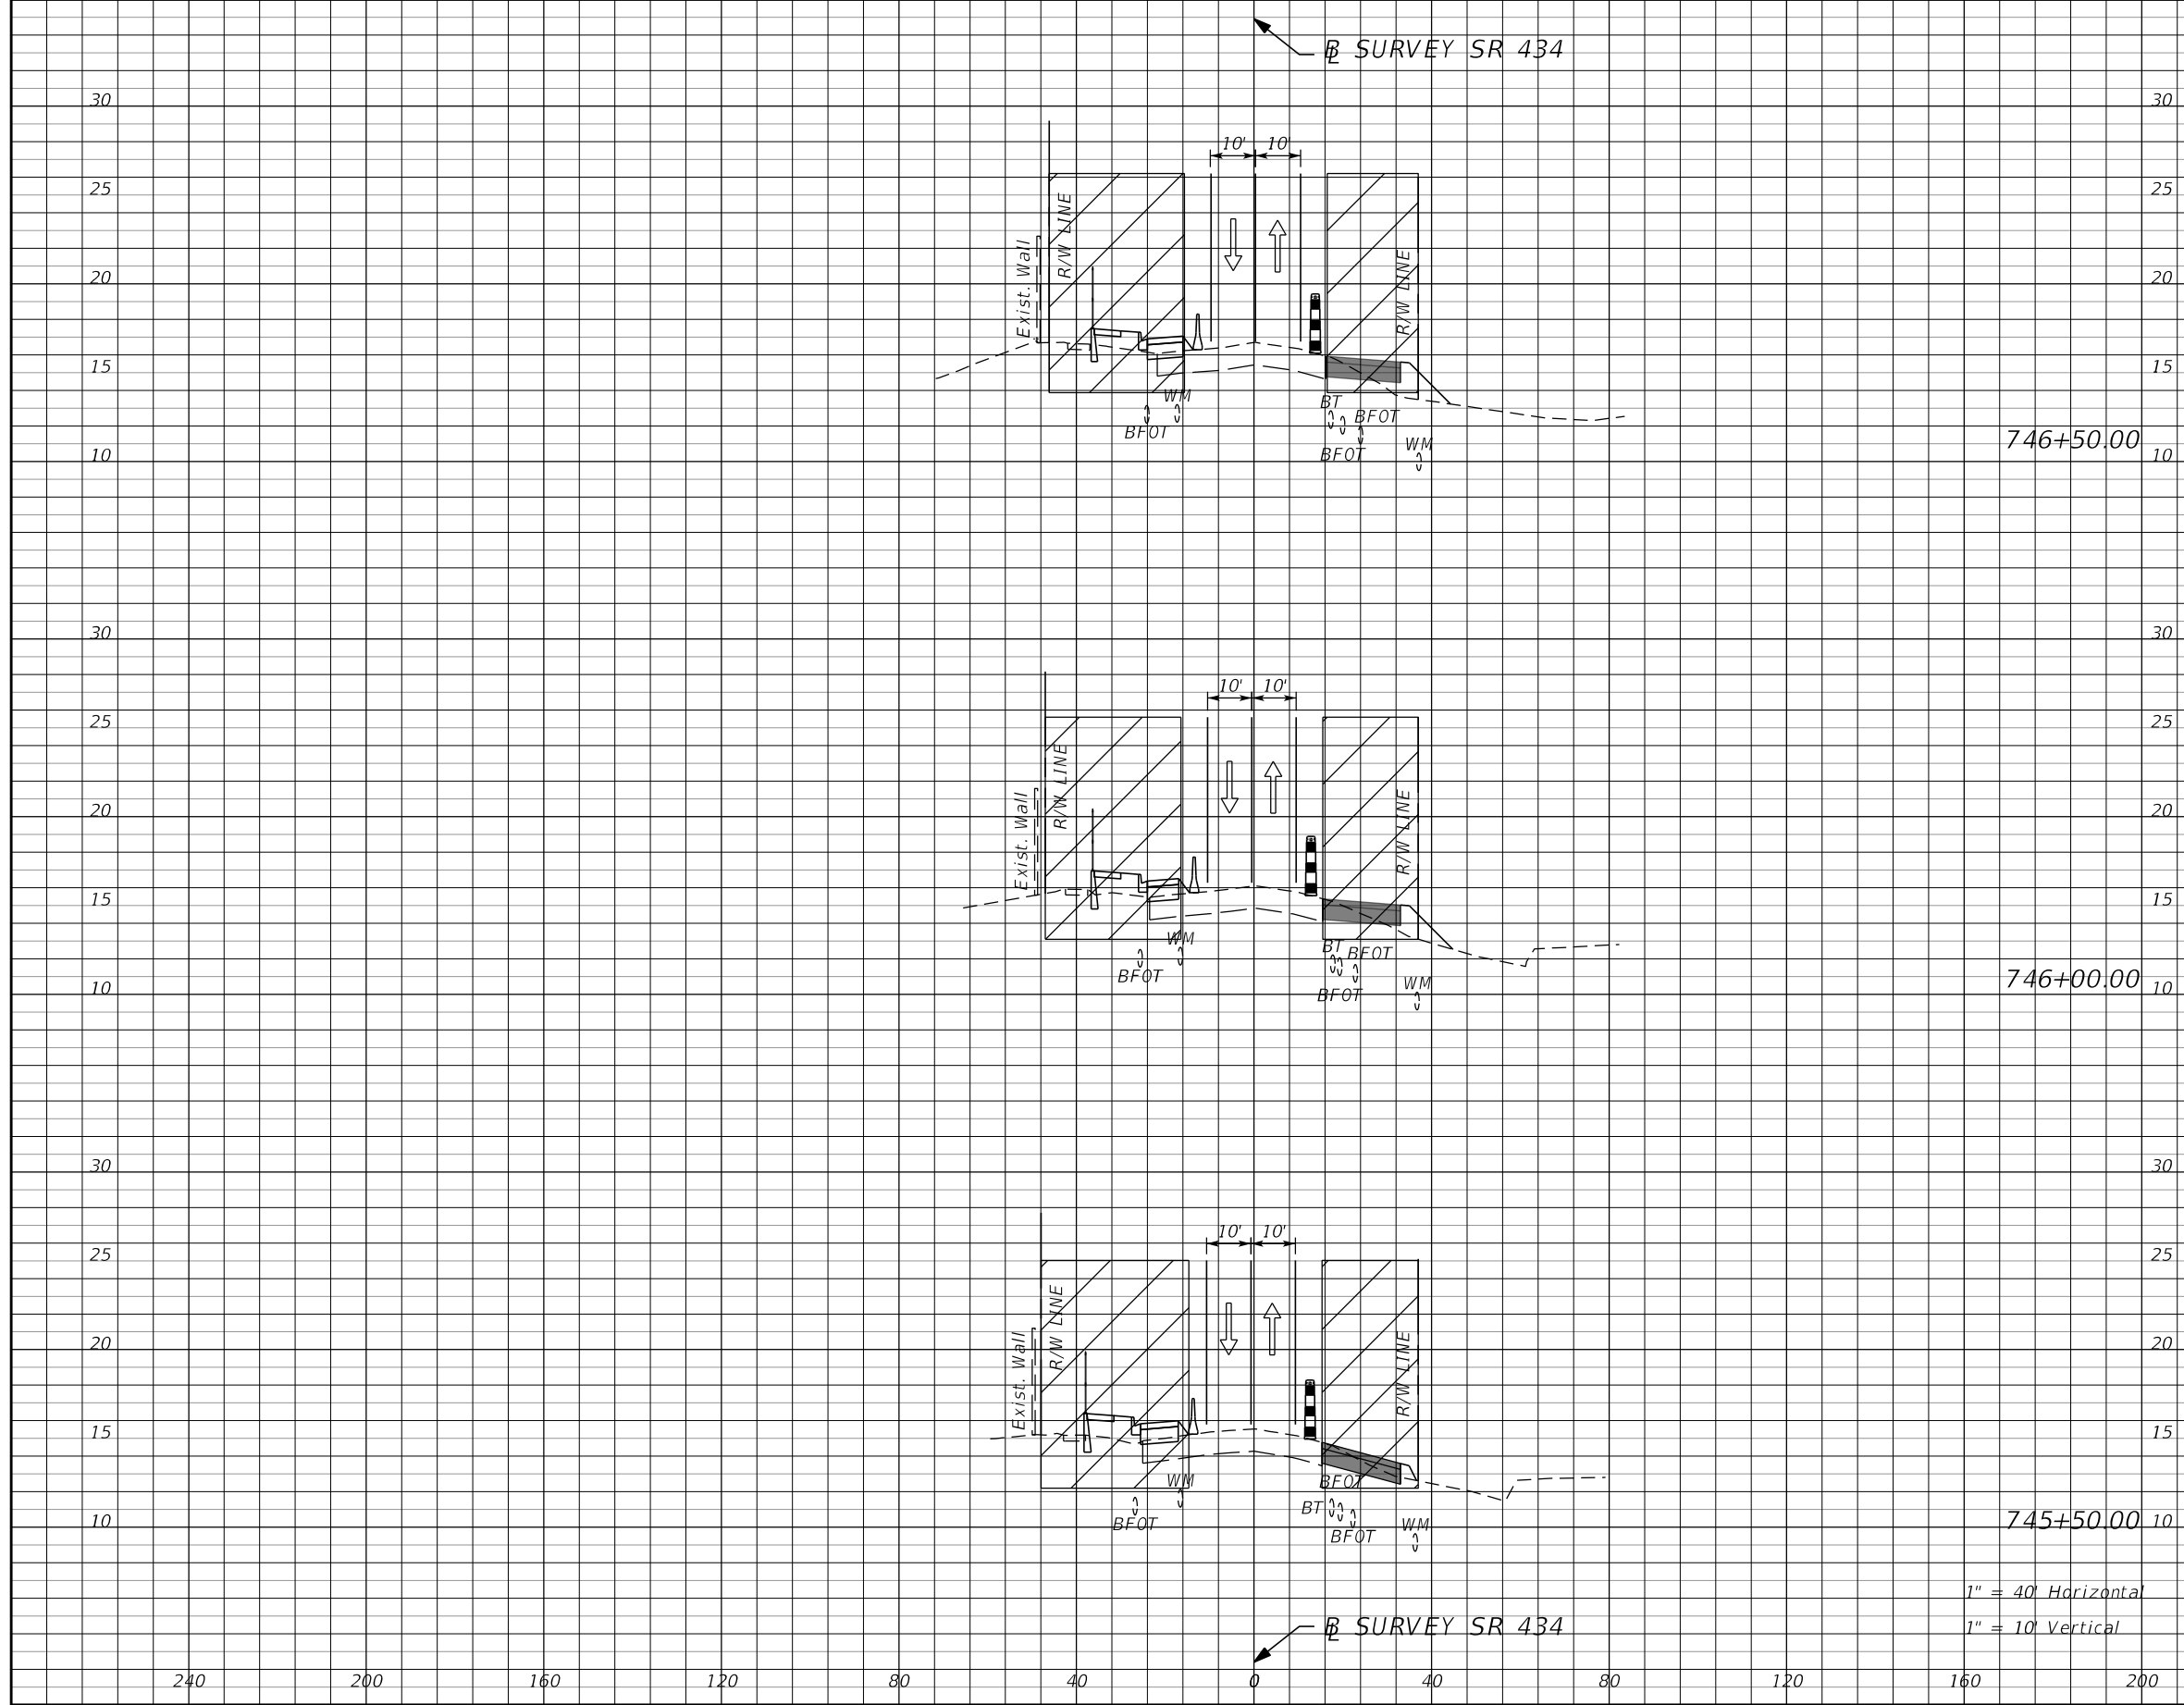 BL SURVEY SR 434
30 30
10' 10'
25 25
R/W LINE
Exist. Wall
R/W LINE
20 20
15 15
WM
BFOT
BT
BFOT
BFOT
WM
746+50.00
10 10
30 30
10' 10'
25 25
R/W LINE
Exist. Wall
R/W LINE
20 20
15 15
WM
BFOT
BT
BFOT
BFOT
WM
746+00.00
10 10
30 30
10' 10'
25 25
R/W LINE
Exist. Wall
R/W LINE
20 20
15 15
WM
BFOT
BFOT
BT
BFOT
WM
745+50.00
10 10
1" = 40' Horizontal
1" = 10' Vertical
BL SURVEY SR 434
240 200 160 120 80 40 0 40 80 120 160 200